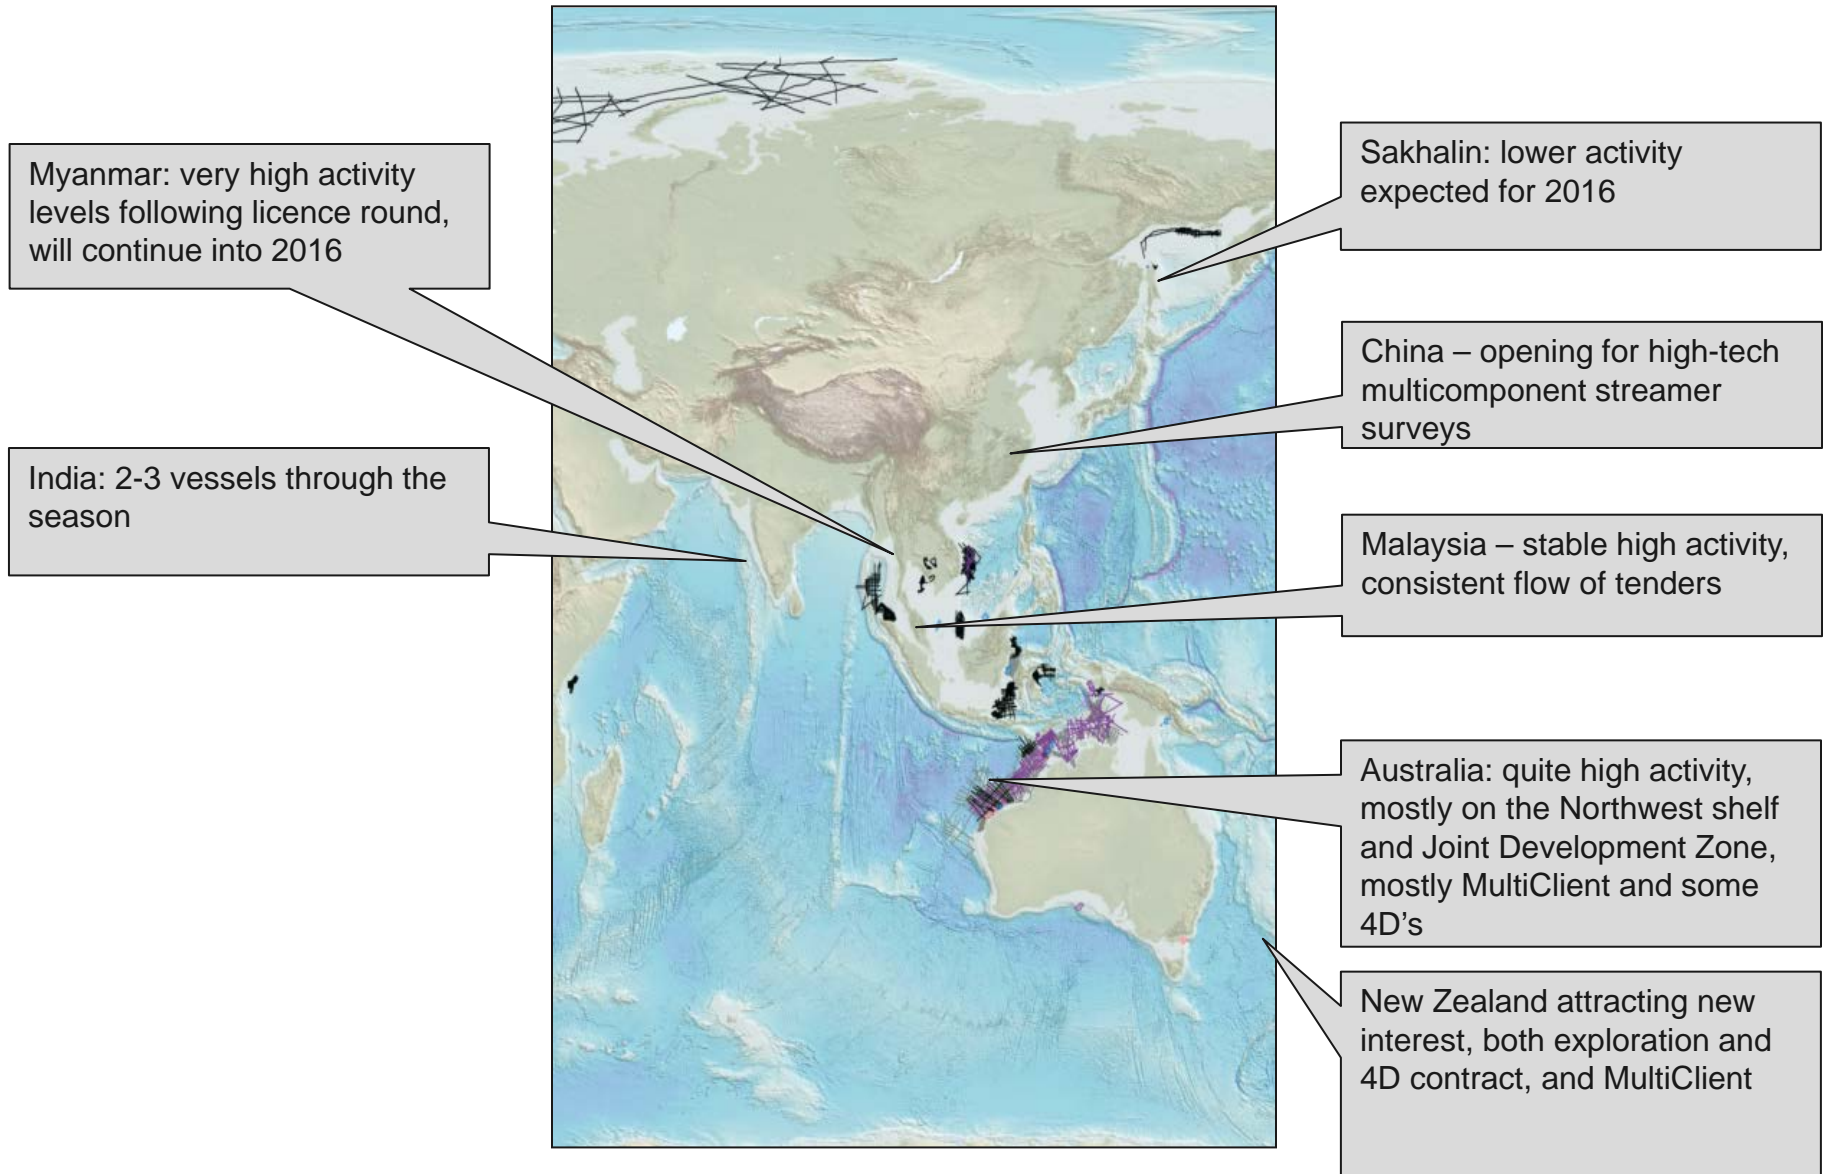 Myanmar: very high activity
levels following licence round,
will continue into 2016
India: 2-3 vessels through the
season
Sakhalin: lower activity
expected for 2016
China – opening for high-tech
multicomponent streamer
surveys
Malaysia – stable high activity,
consistent flow of tenders
Australia: quite high activity,
mostly on the Northwest shelf
and Joint Development Zone,
mostly MultiClient and some
4D’s
New Zealand attracting new
interest, both exploration and
4D contract, and MultiClient